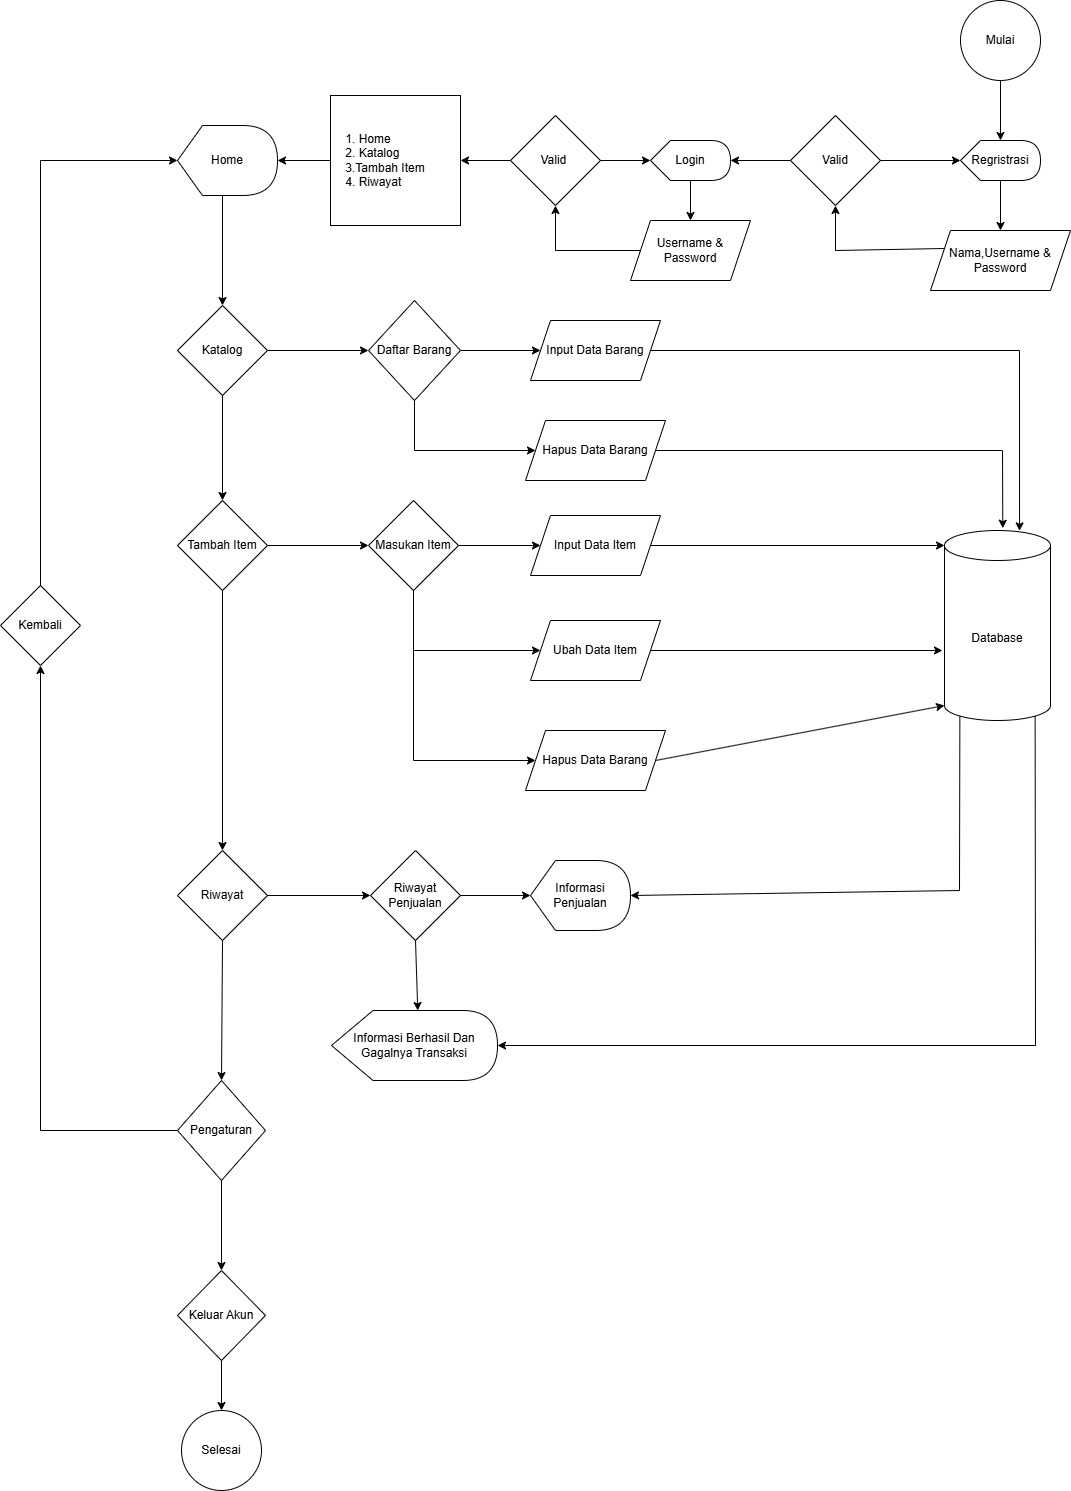 Mulai
Regristrasi
Nama,Username &
Password
Valid
Login
Username &
Password
Valid
1. Home
2. Katalog
3.Tambah Item
4. Riwayat
Home
Katalog
Daftar Barang
Input Data Barang
Hapus Data Barang
Tambah Item
Masukan Item
Input Data Item
Ubah Data Item
Hapus Data Barang
Database
Kembali
Riwayat
Riwayat
Penjualan
Informasi
Penjualan
Informasi Berhasil Dan
Gagalnya Transaksi
Pengaturan
Keluar Akun
Selesai